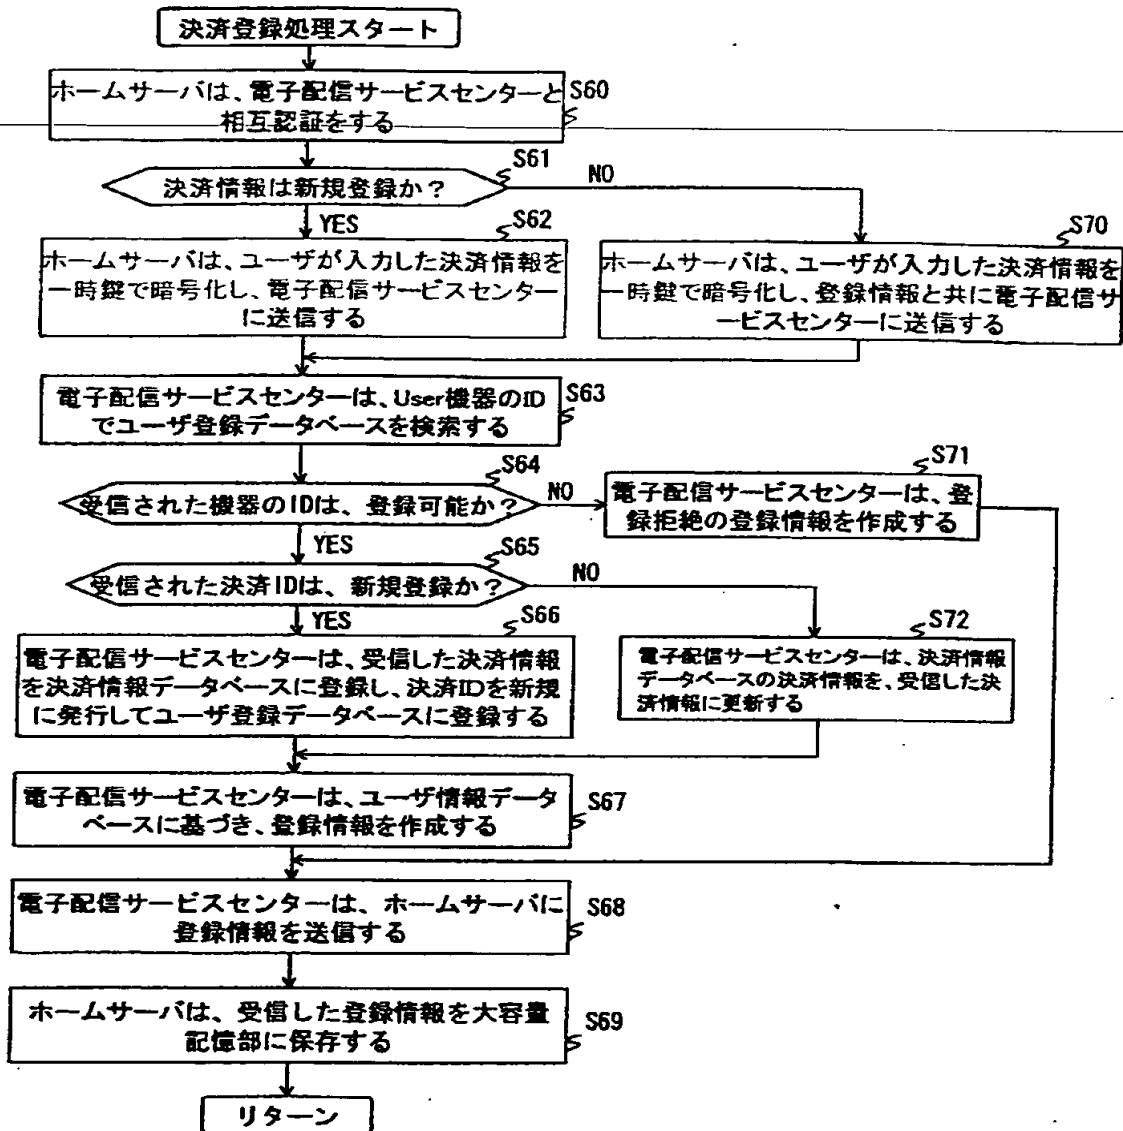 決済登録処理スタート
ホームサーバは、電子配信サービスセンターと
相互認証をする
S60
決済情報は新規登録か?
S61
NO
YES
S62
ホームサーバは、ユーザが入力した決済情報を
一時鍵で暗号化し、電子配信サービスセンター
に送信する
S70
ホームサーバは、ユーザが入力した決済情報を
一時鍵で暗号化し、登録情報と共に電子配信サ
ービスセンターに送信する
電子配信サービスセンターは、User機器のID
でユーザ登録データベースを検索する
S63
S64
受信された機器のIDは、登録可能か?
NO
YES
S71
電子配信サービスセンターは、登
録拒絶の登録情報を作成する
S65
受信された決済IDは、新規登録か?
NO
YES
S66
電子配信サービスセンターは、受信した決済情報
を決済情報データベースに登録し、決済IDを新規
に発行してユーザ登録データベースに登録する
S72
電子配信サービスセンターは、決済情報
データベースの決済情報を、受信した決
済情報に更新する
電子配信サービスセンターは、ユーザ情報データ
ベースに基づき、登録情報を作成する
S67
電子配信サービスセンターは、ホームサーバに
登録情報を送信する
S68
ホームサーバは、受信した登録情報を大容量
記憶部に保存する
S69
リターン